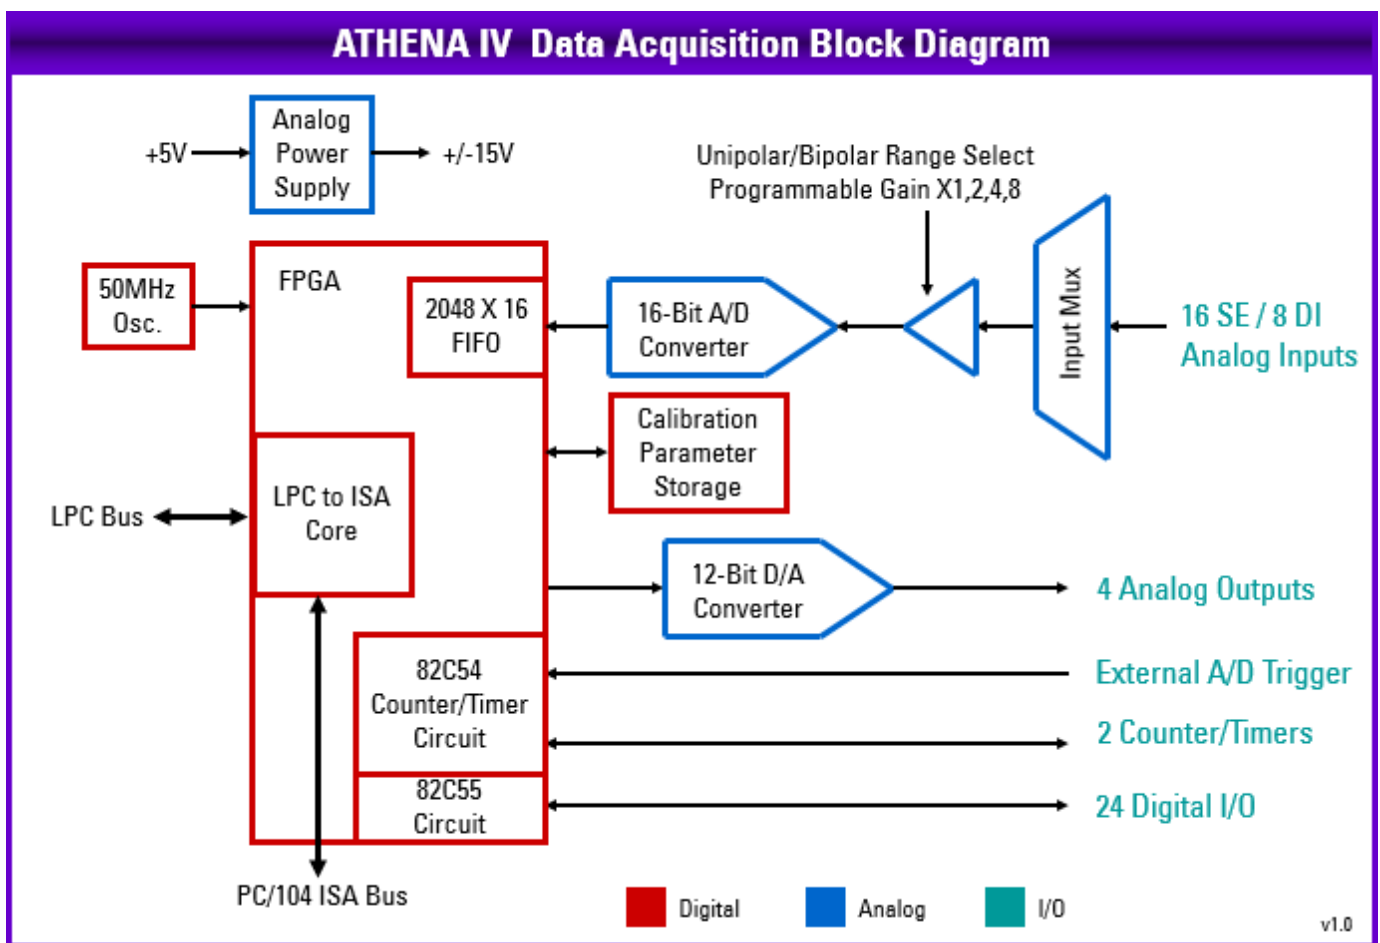 ATHENA IV Data Acquisition Block Diagram
Analog
Power
Supply
+5V
+/-15V
Unipolar/Bipolar Range Select
Programmable Gain X1,2,4,8
50MHz
Osc.
FPGA
2048 X 16
FIFO
16-Bit A/D
Converter
Input Mux
16 SE / 8 DI
Analog Inputs
Calibration
Parameter
Storage
LPC Bus
LPC to ISA
Core
12-Bit D/A
Converter
4 Analog Outputs
82C54
Counter/Timer
Circuit
External A/D Trigger
2 Counter/Timers
82C55
Circuit
24 Digital I/O
PC/104 ISA Bus
Digital
Analog
I/O
v1.0